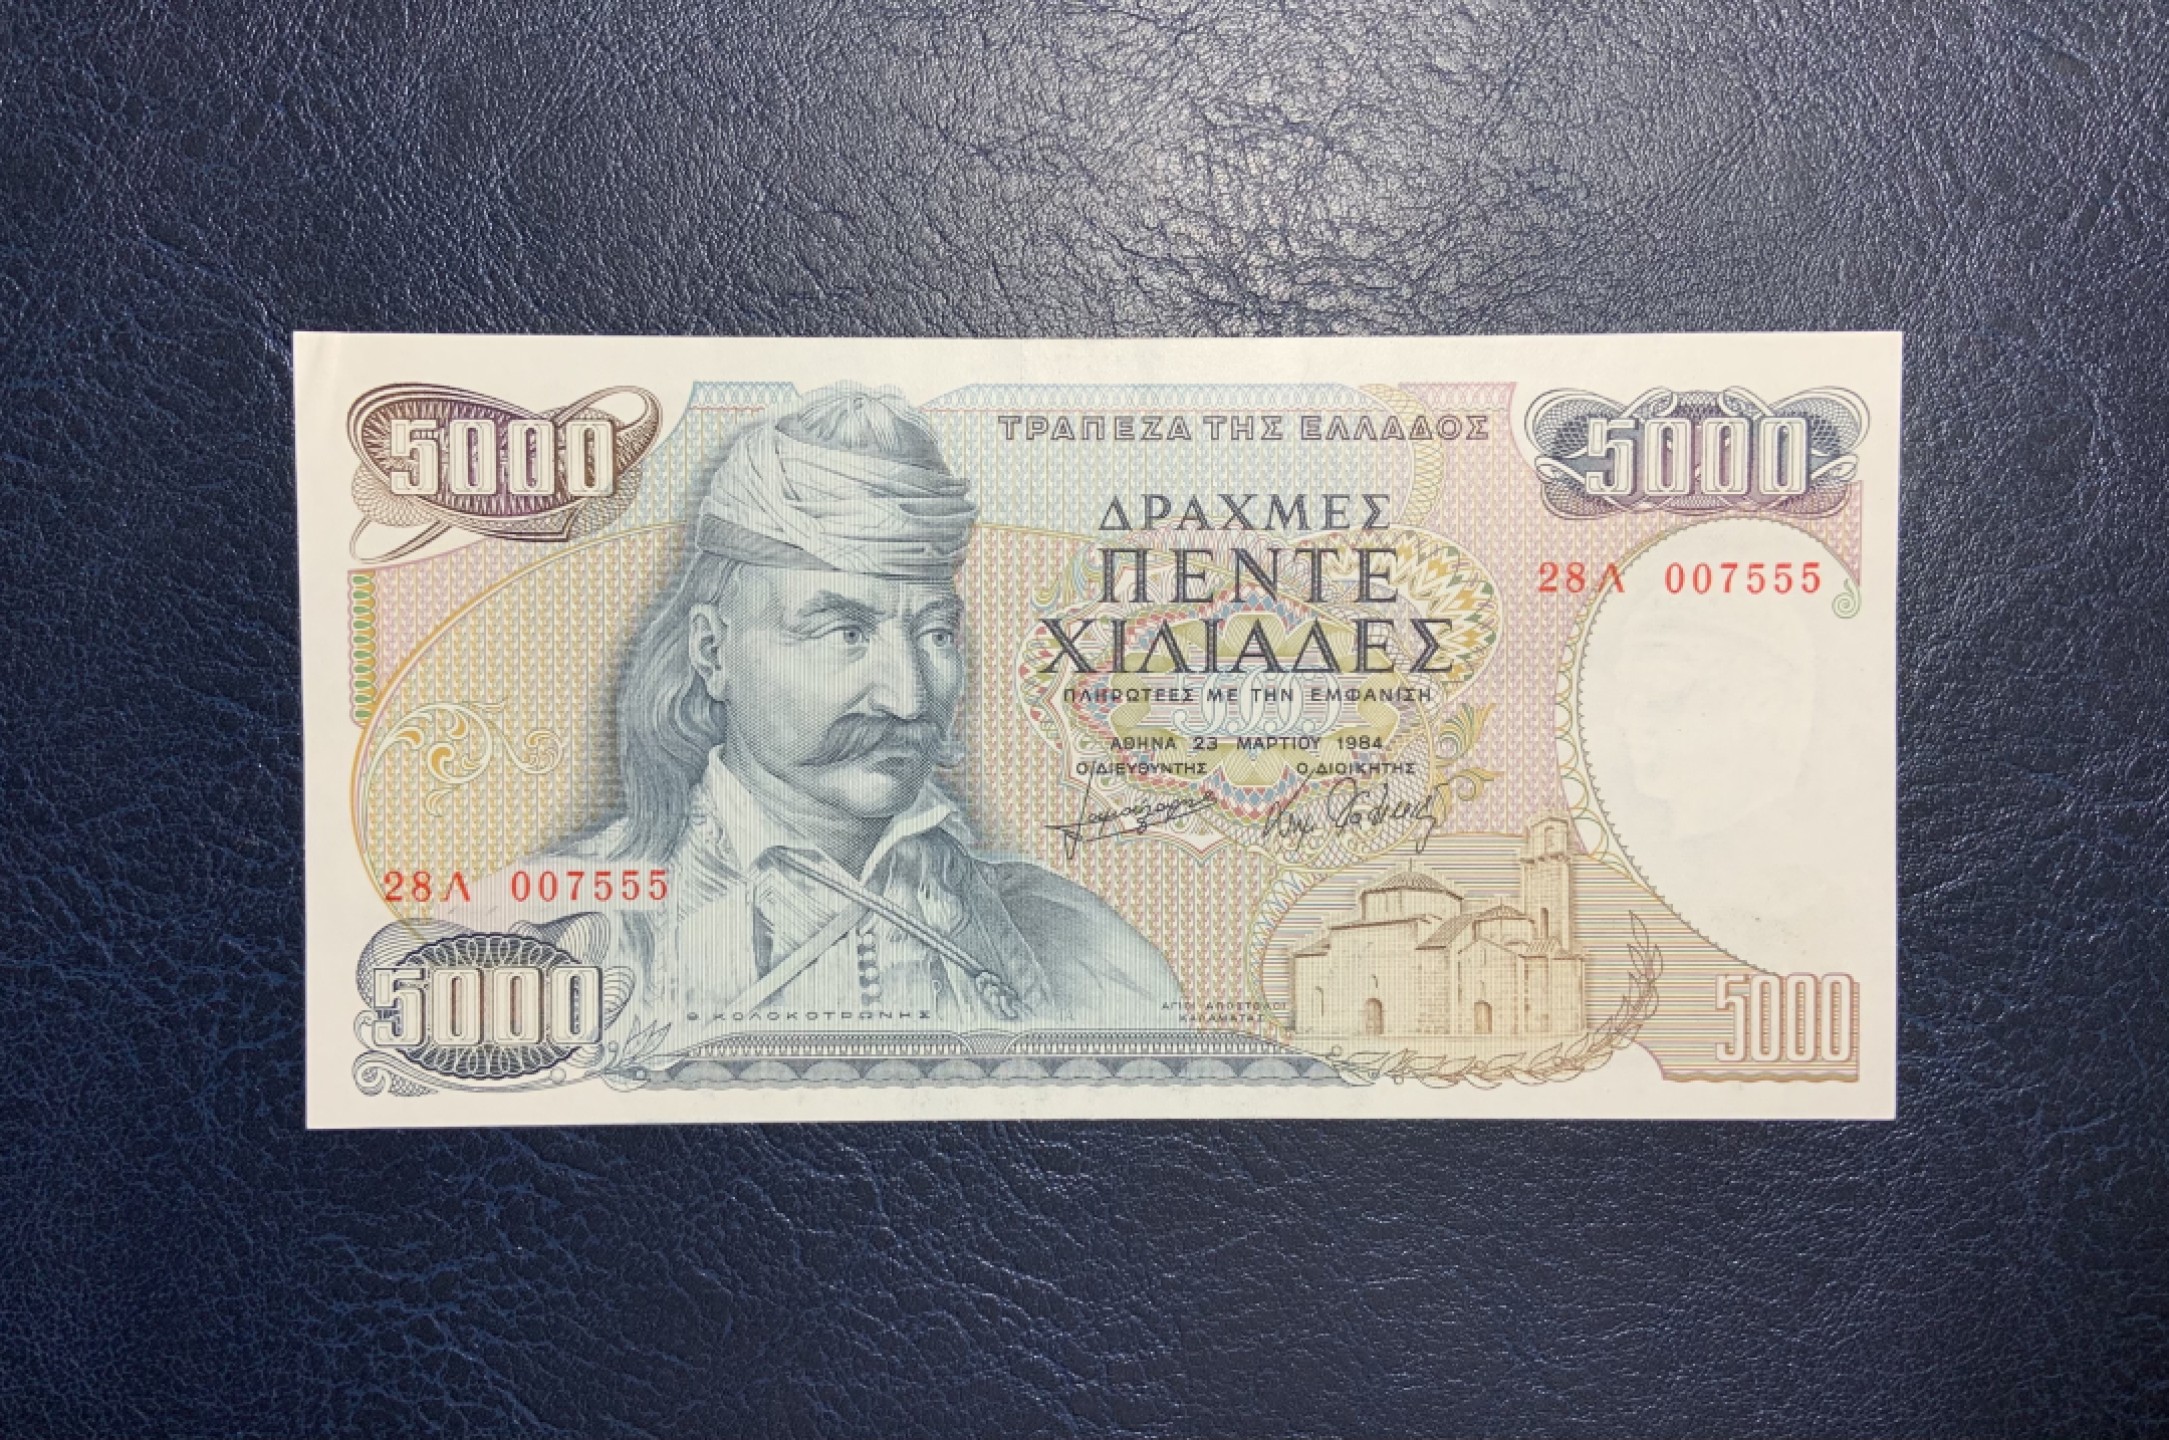 5000
ΤΡΑΠΕΖΑ ΤΗΣ ΕΛΛΑΔΟΣ
5000
ΔΡΑΧΜΕΣ
ΠΕΝΤΕ
ΧΙΛΙΑΔΕΣ
28Λ 007555
ΠΛΗΡΩΤΕΕΣ ΜΕ ΤΗΝ ΕΜΦΑΝΙΣΗ
5000
ΑΘΗΝΑ 23 ΜΑΡΤΙΟΥ 1984
Ο ΔΙΕΥΘΥΝΤΗΣ Ο ΔΙΟΙΚΗΤΗΣ
28Λ 007555
5000
Θ ΚΟΛΟΚΟΤΡΩΝΗΣ
ΑΓΙΟΙ ΑΠΟΣΤΟΛΟΙ
ΚΑΛΑΜΑΤΑΣ
5000